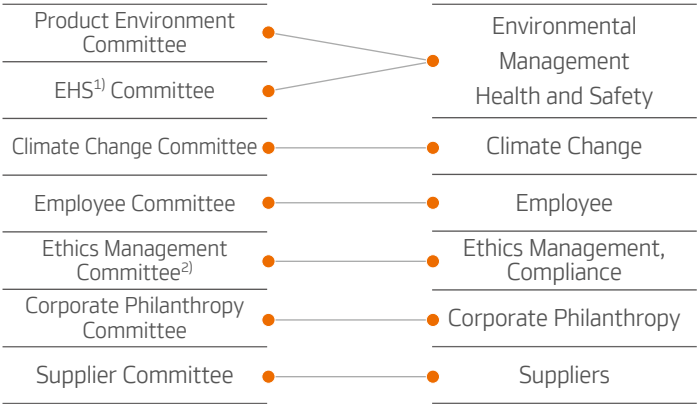 Product Environment
Committee
EHS1) Committee
Climate Change Committee
Employee Committee
Ethics Management
Committee2)
Corporate Philanthropy
Committee
Supplier Committee
Environmental
Management
Health and Safety
Climate Change
Employee
Ethics Management,
Compliance
Corporate Philanthropy
Suppliers